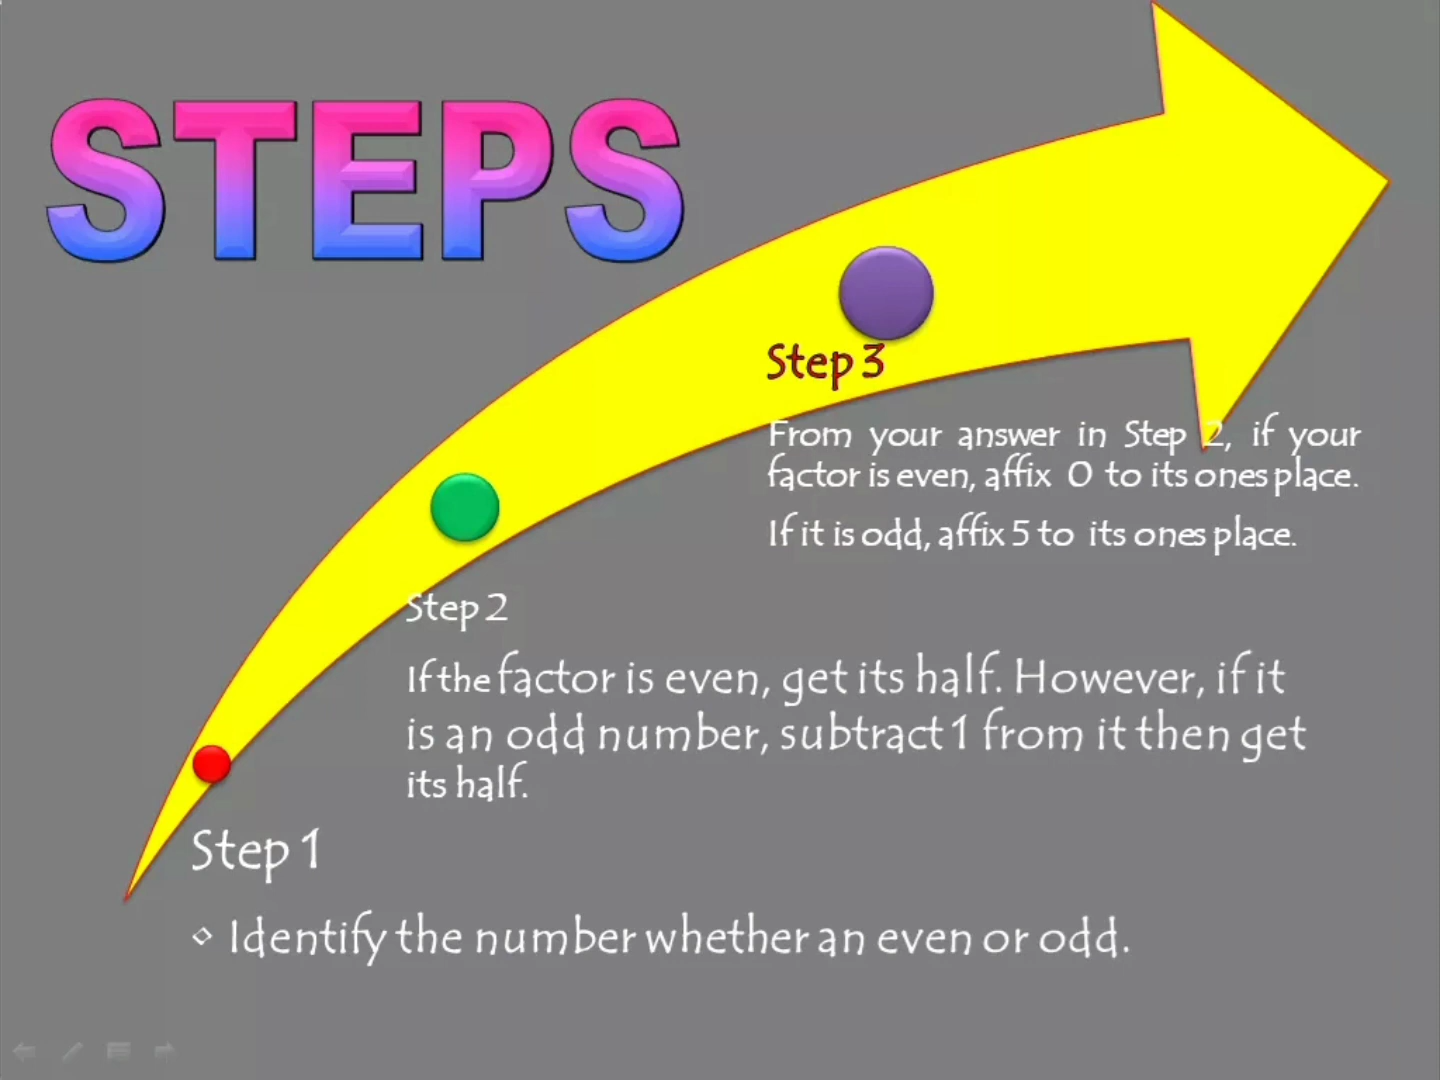 STEPS
Step 3
From your answer in Step 2, if your
factor is even, affix 0 to its ones place.
If it is odd, affix 5 to its ones place.
Step 2
If the factor is even, get its half. However, if it
is an odd number, subtract 1 from it then get
its half.
Step 1
Identify the number whether an even or odd.